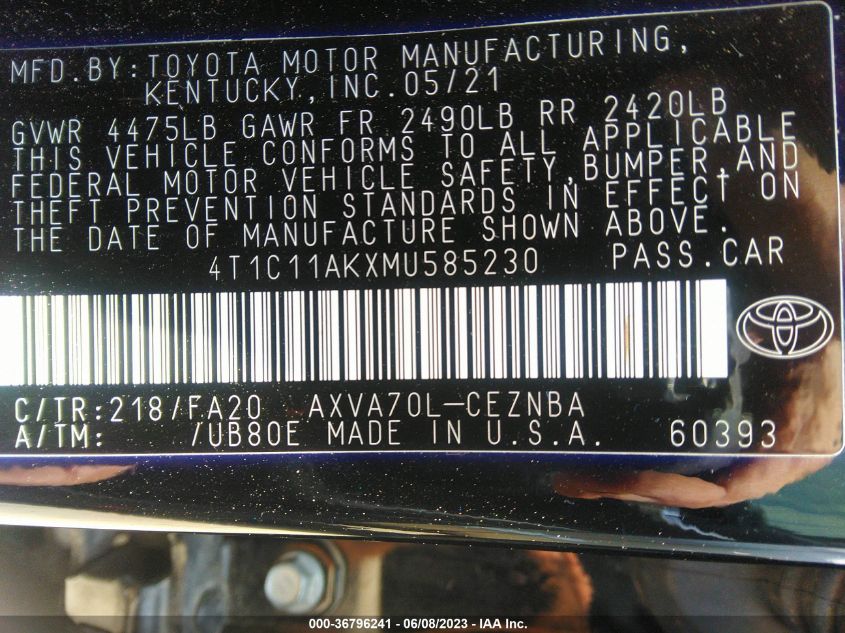 MFD.BY:TOYOTA MOTOR MANUFACTURING,
KENTUCKY,INC.05/21
GVWR 4475LB GAWR FR 2490LB RR 2420LB
THIS VEHICLE CONFORMS TO ALL APPLICABLE
FEDERAL MOTOR VEHICLE SAFETY,BUMPER,AND
THEFT PREVENTION STANDARDS IN EFFECT ON
THE DATE OF MANUFACTURE SHOWN ABOVE.
4T1C11AKXMU585230 PASS.CAR
C/TR:218/FA20 AXVA70L-CEZNBA
A/TM: /UB80E MADE IN U.S.A. 60393
000-36796241 - 06/08/2023 - IAA Inc.